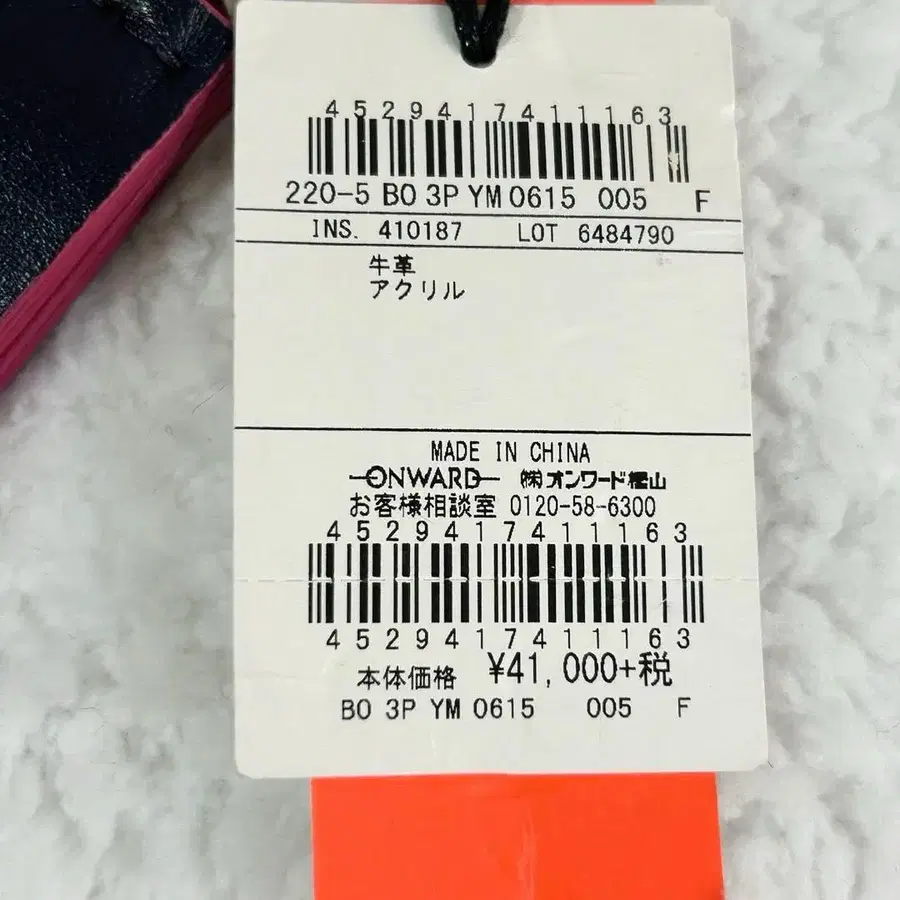 4529417411163
220-5 BO 3P YM 0615 005 F
INS. 410187 LOT 6484790
牛革
アクリル
MADE IN CHINA
ONWARD ㈱オンワード樫山
お客様相談室 0120-58-6300
4529417411163
4529417411163
本体価格 ¥41,000+税
BO 3P YM 0615 005 F